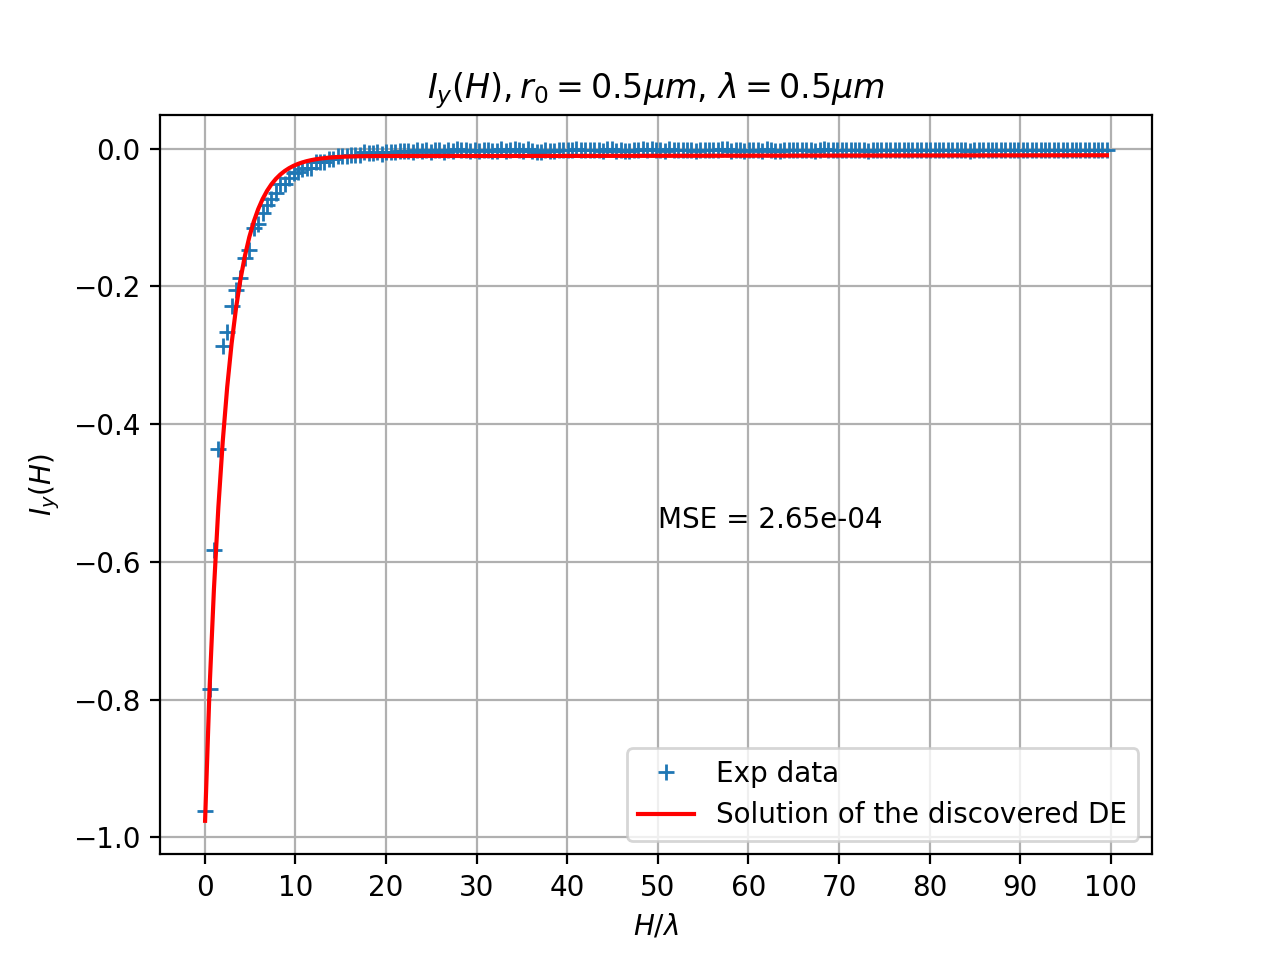 I_y(H), r_0 = 0.5μm, λ = 0.5μm
0.0
−0.2
−0.4
−0.6
−0.8
−1.0
I_y(H)
MSE = 2.65e-04
Exp data
Solution of the discovered DE
0 10 20 30 40 50 60 70 80 90 100
H/λ